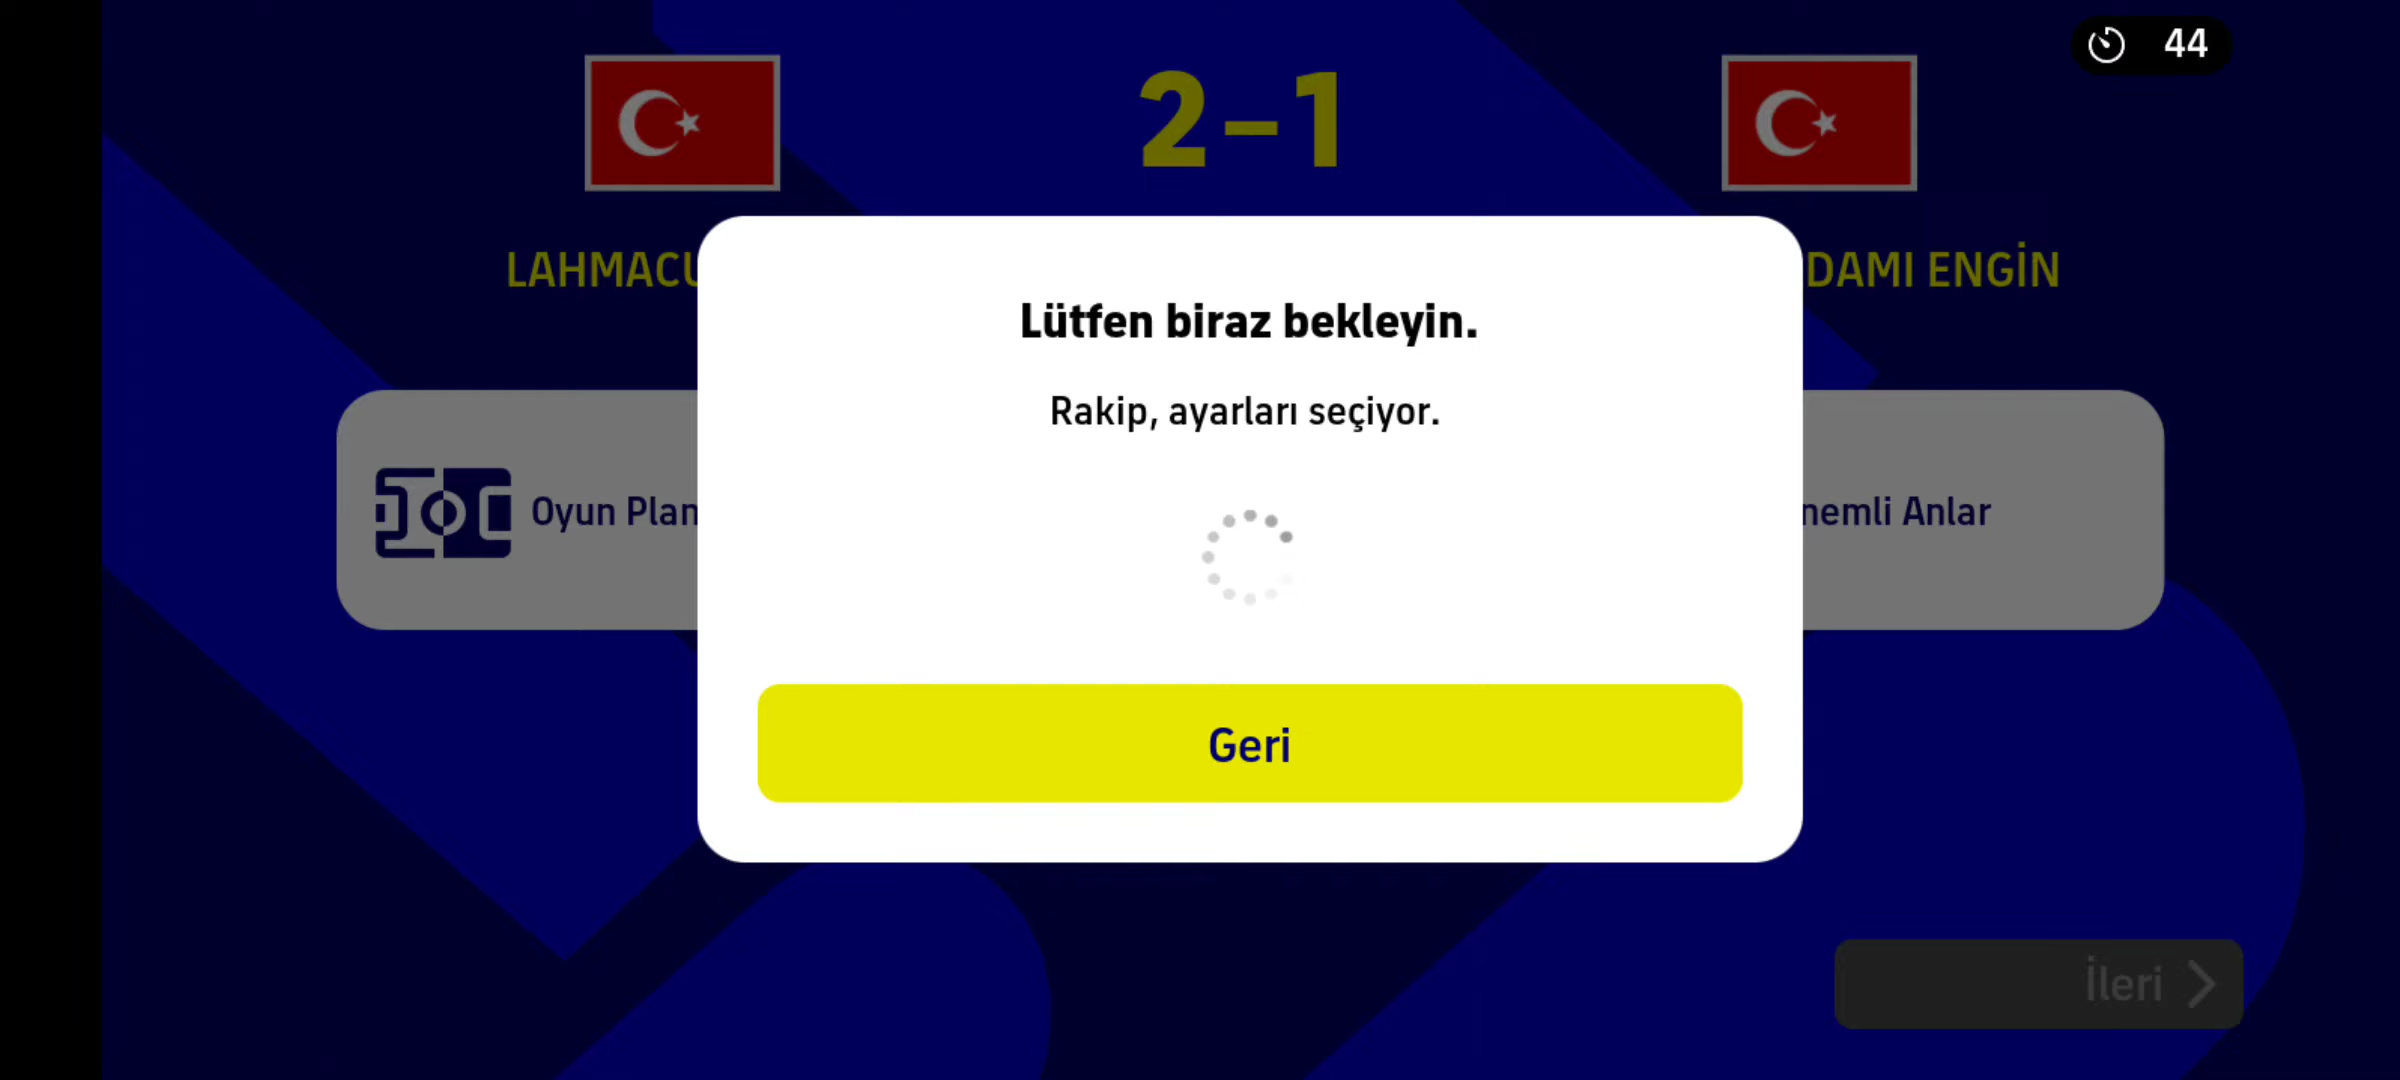 44
2-1
LAHMACU
DAMI ENGİN
Lütfen biraz bekleyin.
Rakip, ayarları seçiyor.
Oyun Plan
nemli Anlar
Geri
İleri